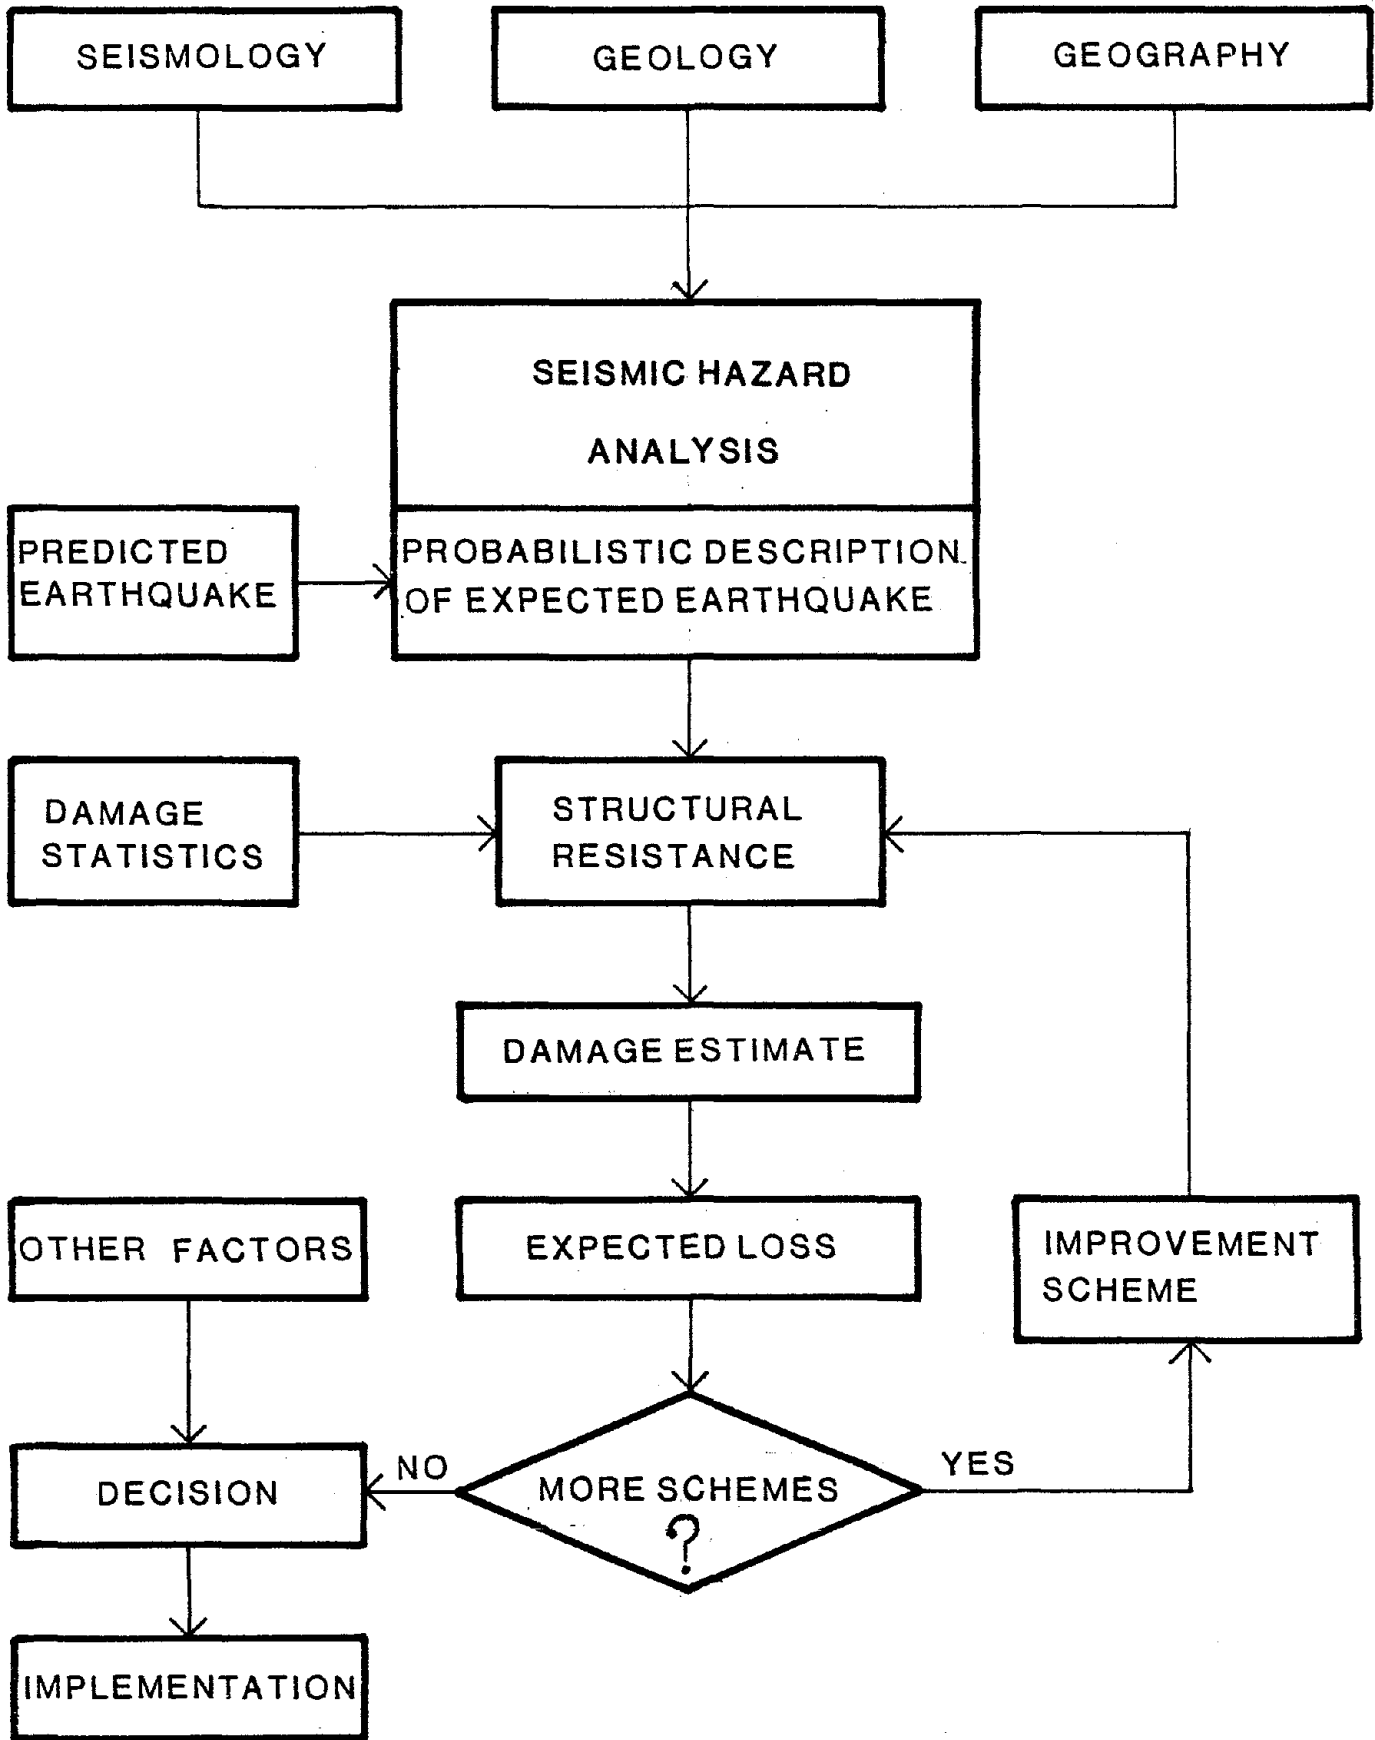 SEISMOLOGY
GEOLOGY
GEOGRAPHY
SEISMIC HAZARD
ANALYSIS
PREDICTED
EARTHQUAKE
PROBABILISTIC DESCRIPTION
OF EXPECTED EARTHQUAKE
DAMAGE
STATISTICS
STRUCTURAL
RESISTANCE
DAMAGE ESTIMATE
OTHER FACTORS
EXPECTED LOSS
IMPROVEMENT
SCHEME
DECISION
NO
MORE SCHEMES
?
YES
IMPLEMENTATION